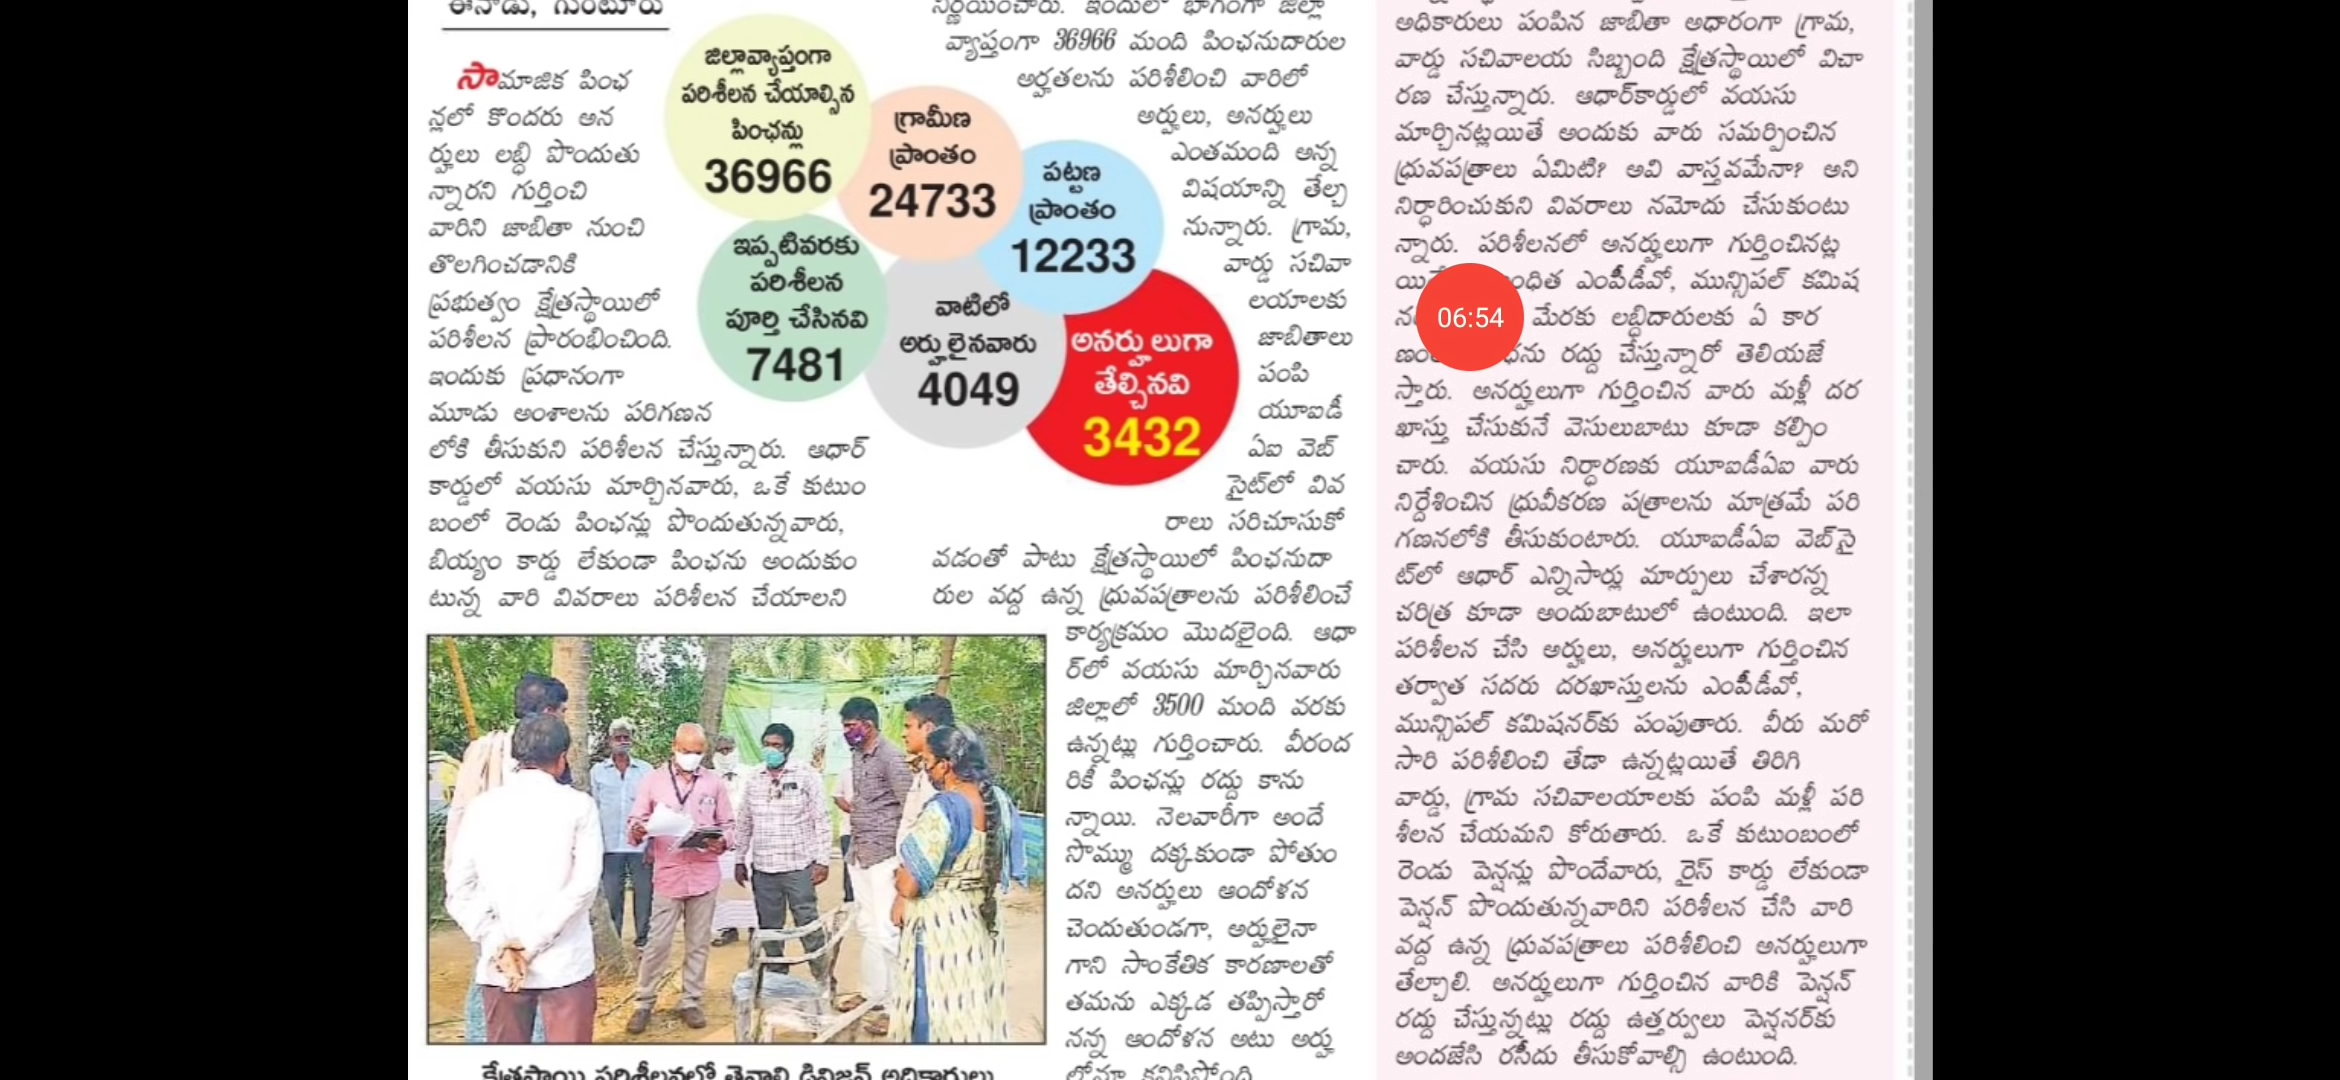 ఈనాడు, గుంటూరు
సామాజిక పింఛ
న్లలో కొందరు అన
ర్హులు లబ్ధి పొందుతు
న్నారని గుర్తించి
వారిని జాబితా నుంచి
తొలగించడానికి
ప్రభుత్వం క్షేత్రస్థాయిలో
పరిశీలన ప్రారంభించింది.
ఇందుకు ప్రధానంగా
మూడు అంశాలను పరిగణన
లోకి తీసుకుని పరిశీలన చేస్తున్నారు. ఆధార్
కార్డులో వయసు మార్చినవారు, ఒకే కుటుం
బంలో రెండు పింఛన్లు పొందుతున్నవారు,
బియ్యం కార్డు లేకుండా పింఛను అందుకుం
టున్న వారి వివరాలు పరిశీలన చేయాలని
జిల్లావ్యాప్తంగా
పరిశీలన చేయాల్సిన
పింఛన్లు
36966
గ్రామీణ
ప్రాంతం
24733
పట్టణ
ప్రాంతం
12233
ఇప్పటివరకు
పరిశీలన
పూర్తి చేసినవి
7481
వాటిలో
అర్హులైనవారు
4049
అనర్హులుగా
తేల్చినవి
3432
నిర్ణయించారు. ఇందులో భాగంగా జిల్లా
వ్యాప్తంగా 36966 మంది పింఛనుదారుల
అర్హతలను పరిశీలించి వారిలో
అర్హులు, అనర్హులు
ఎంతమంది అన్న
విషయాన్ని తేల్చ
నున్నారు. గ్రామ,
వార్డు సచివా
లయాలకు
జాబితాలు
పంపి
యూఐడీ
ఏఐ వెబ్
సైట్‌లో వివ
రాలు సరిచూసుకో
వడంతో పాటు క్షేత్రస్థాయిలో పింఛనుదా
రుల వద్ద ఉన్న ధ్రువపత్రాలను పరిశీలించే
కార్యక్రమం మొదలైంది. ఆధా
ర్‌లో వయసు మార్చినవారు
జిల్లాలో 3500 మంది వరకు
ఉన్నట్లు గుర్తించారు. వీరంద
రికీ పింఛన్లు రద్దు కాను
న్నాయి. నెలవారీగా అందే
సొమ్ము దక్కకుండా పోతుం
దని అనర్హులు ఆందోళన
చెందుతుండగా, అర్హులైనా
గాని సాంకేతిక కారణాలతో
తమను ఎక్కడ తప్పిస్తారో
నన్న ఆందోళన అటు అర్హు
ల్లోనూ కనిపిస్తోంది.
క్షేత్రస్థాయి పరిశీలనలో తెనాలి డివిజన్ అధికారులు
అధికారులు పంపిన జాబితా అధారంగా గ్రామ,
వార్డు సచివాలయ సిబ్బంది క్షేత్రస్థాయిలో విచా
రణ చేస్తున్నారు. ఆధార్‌కార్డులో వయసు
మార్చినట్లయితే అందుకు వారు సమర్పించిన
ధ్రువపత్రాలు ఏమిటి? అవి వాస్తవమేనా? అని
నిర్ధారించుకుని వివరాలు నమోదు చేసుకుంటు
న్నారు. పరిశీలనలో అనర్హులుగా గుర్తించినట్ల
ఎంపీడీవో, మున్సిపల్ కమిష
06:54 మేరకు లబ్ధిదారులకు ఏ కార
రద్దు చేస్తున్నారో తెలియజే
స్తారు. అనర్హులుగా గుర్తించిన వారు మళ్లీ దర
ఖాస్తు చేసుకునే వెసులుబాటు కూడా కల్పిం
చారు. వయసు నిర్ధారణకు యూఐడీఏఐ వారు
నిర్దేశించిన ధ్రువీకరణ పత్రాలను మాత్రమే పరి
గణనలోకి తీసుకుంటారు. యూఐడీఏఐ వెబ్‌సై
ట్‌లో ఆధార్ ఎన్నిసార్లు మార్పులు చేశారన్న
చరిత్ర కూడా అందుబాటులో ఉంటుంది. ఇలా
పరిశీలన చేసి అర్హులు, అనర్హులుగా గుర్తించిన
తర్వాత సదరు దరఖాస్తులను ఎంపీడీవో,
మున్సిపల్ కమిషనర్‌కు పంపుతారు. వీరు మరో
సారి పరిశీలించి తేడా ఉన్నట్లయితే తిరిగి
వార్డు, గ్రామ సచివాలయాలకు పంపి మళ్లీ పరి
శీలన చేయమని కోరుతారు. ఒకే కుటుంబంలో
రెండు పెన్షన్లు పొందేవారు, రైస్ కార్డు లేకుండా
పెన్షన్ పొందుతున్నవారిని పరిశీలన చేసి వారి
వద్ద ఉన్న ధ్రువపత్రాలు పరిశీలించి అనర్హులుగా
తేల్చాలి. అనర్హులుగా గుర్తించిన వారికి పెన్షన్
రద్దు చేస్తున్నట్లు రద్దు ఉత్తర్వులు పెన్షనర్‌కు
అందజేసి రసీదు తీసుకోవాల్సి ఉంటుంది.